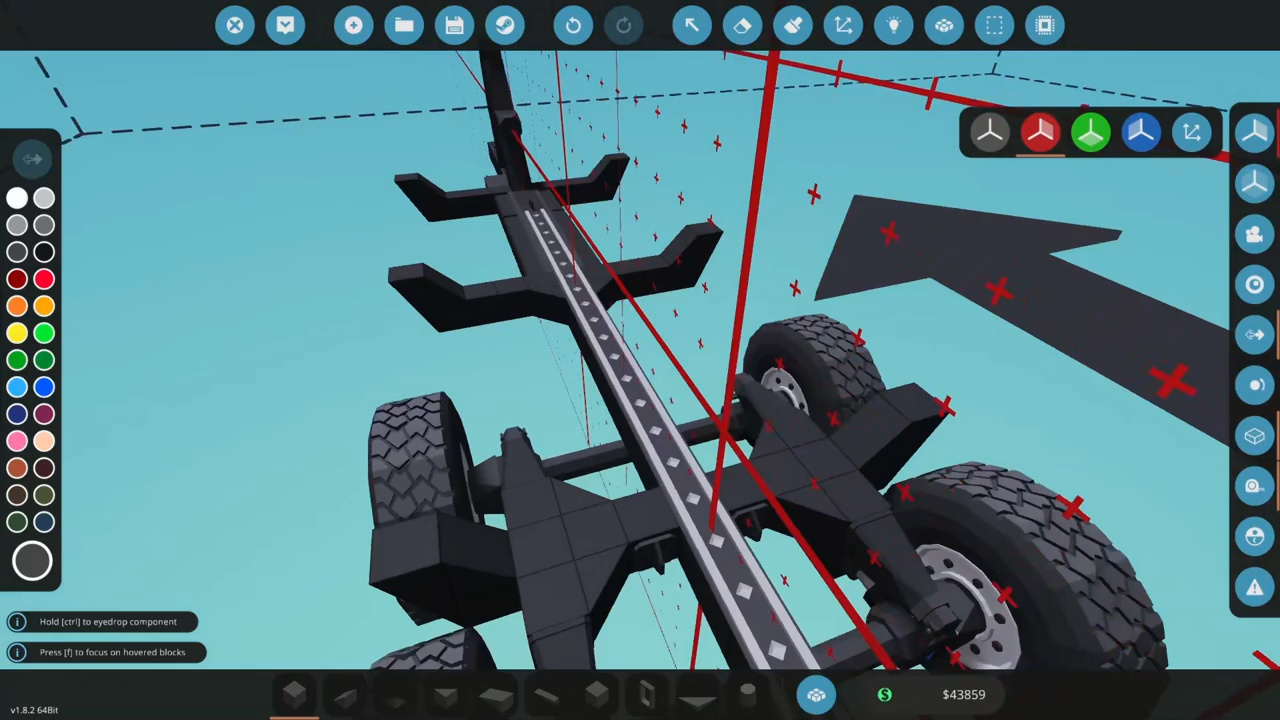 Hold [ctrl] to eyedrop component
Press [f] to focus on hovered blocks
$43859
v1.8.2 64Bit